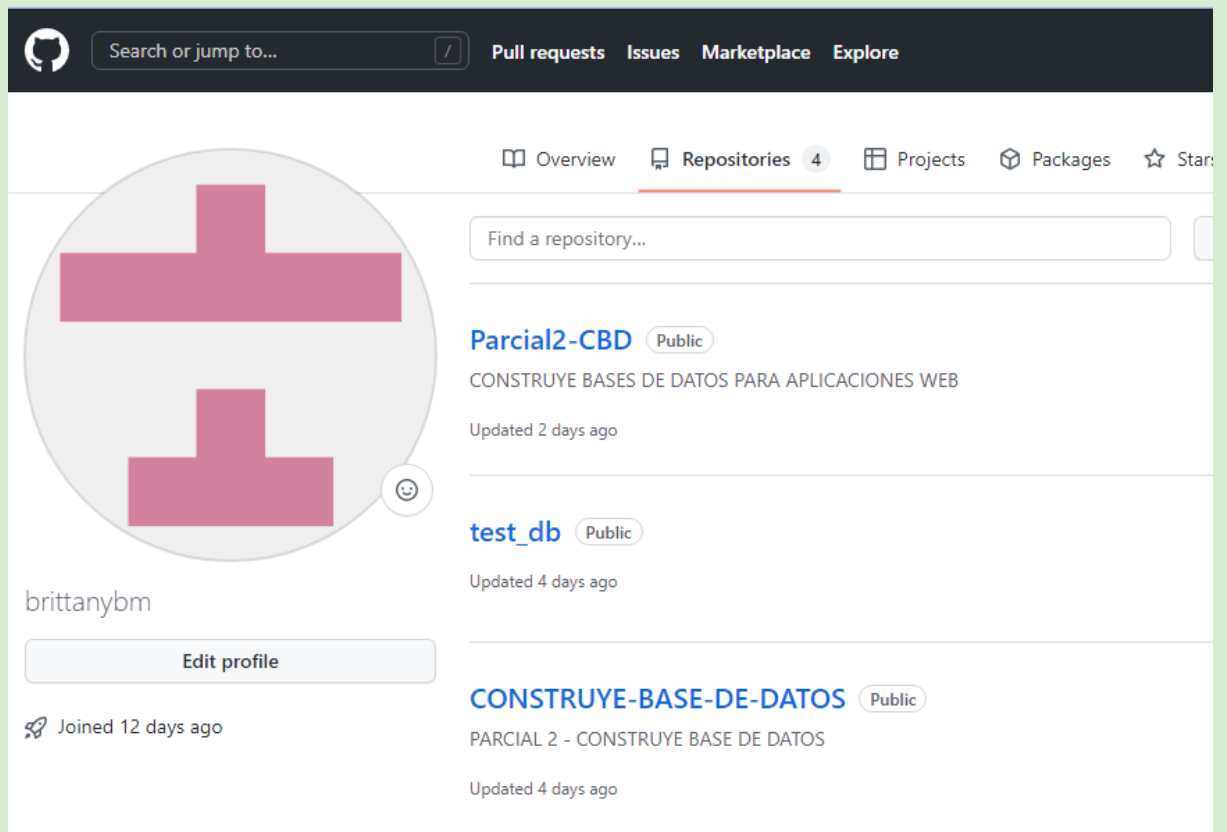 Search or jump to... /
Pull requests Issues Marketplace Explore
Overview Repositories 4 Projects Packages Stars
Find a repository...
Parcial2-CBD Public
CONSTRUYE BASES DE DATOS PARA APLICACIONES WEB
Updated 2 days ago
test_db Public
Updated 4 days ago
brittanybm
Edit profile
CONSTRUYE-BASE-DE-DATOS Public
PARCIAL 2 - CONSTRUYE BASE DE DATOS
Joined 12 days ago
Updated 4 days ago